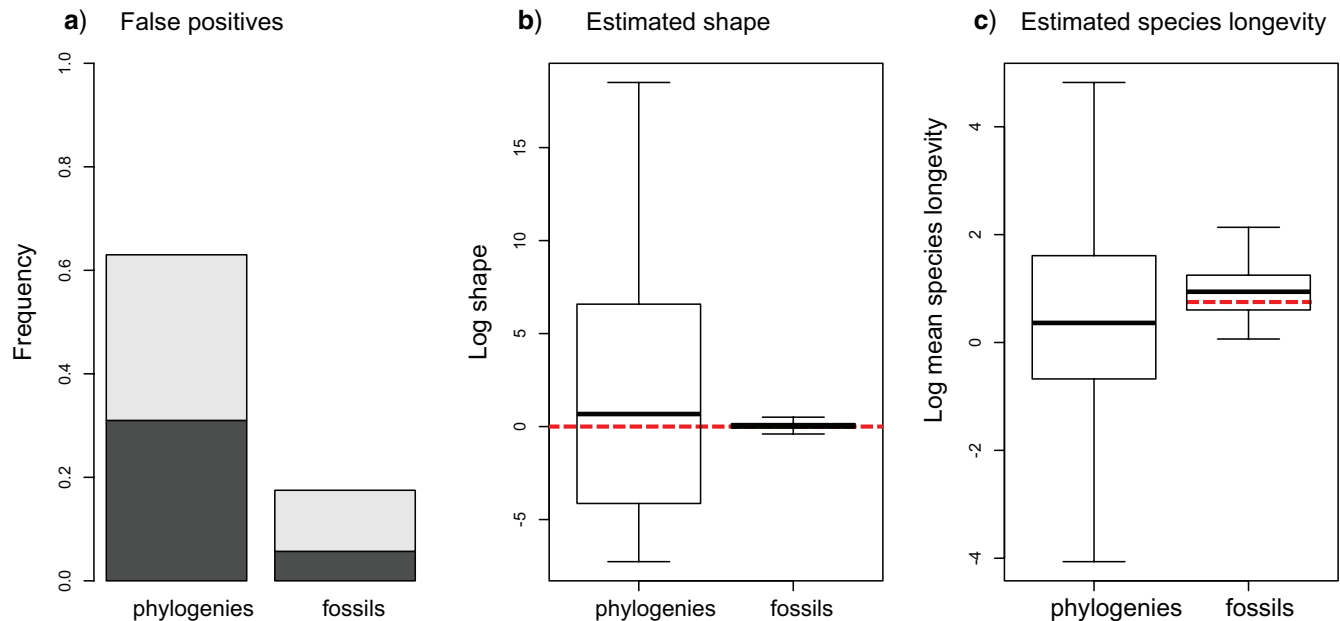 a) False positives
Frequency
1.0
0.8
0.6
0.4
0.2
0.0
phylogenies fossils
b) Estimated shape
Log shape
15
10
5
0
-5
phylogenies fossils
c) Estimated species longevity
Log mean species longevity
4
2
0
-2
-4
phylogenies fossils